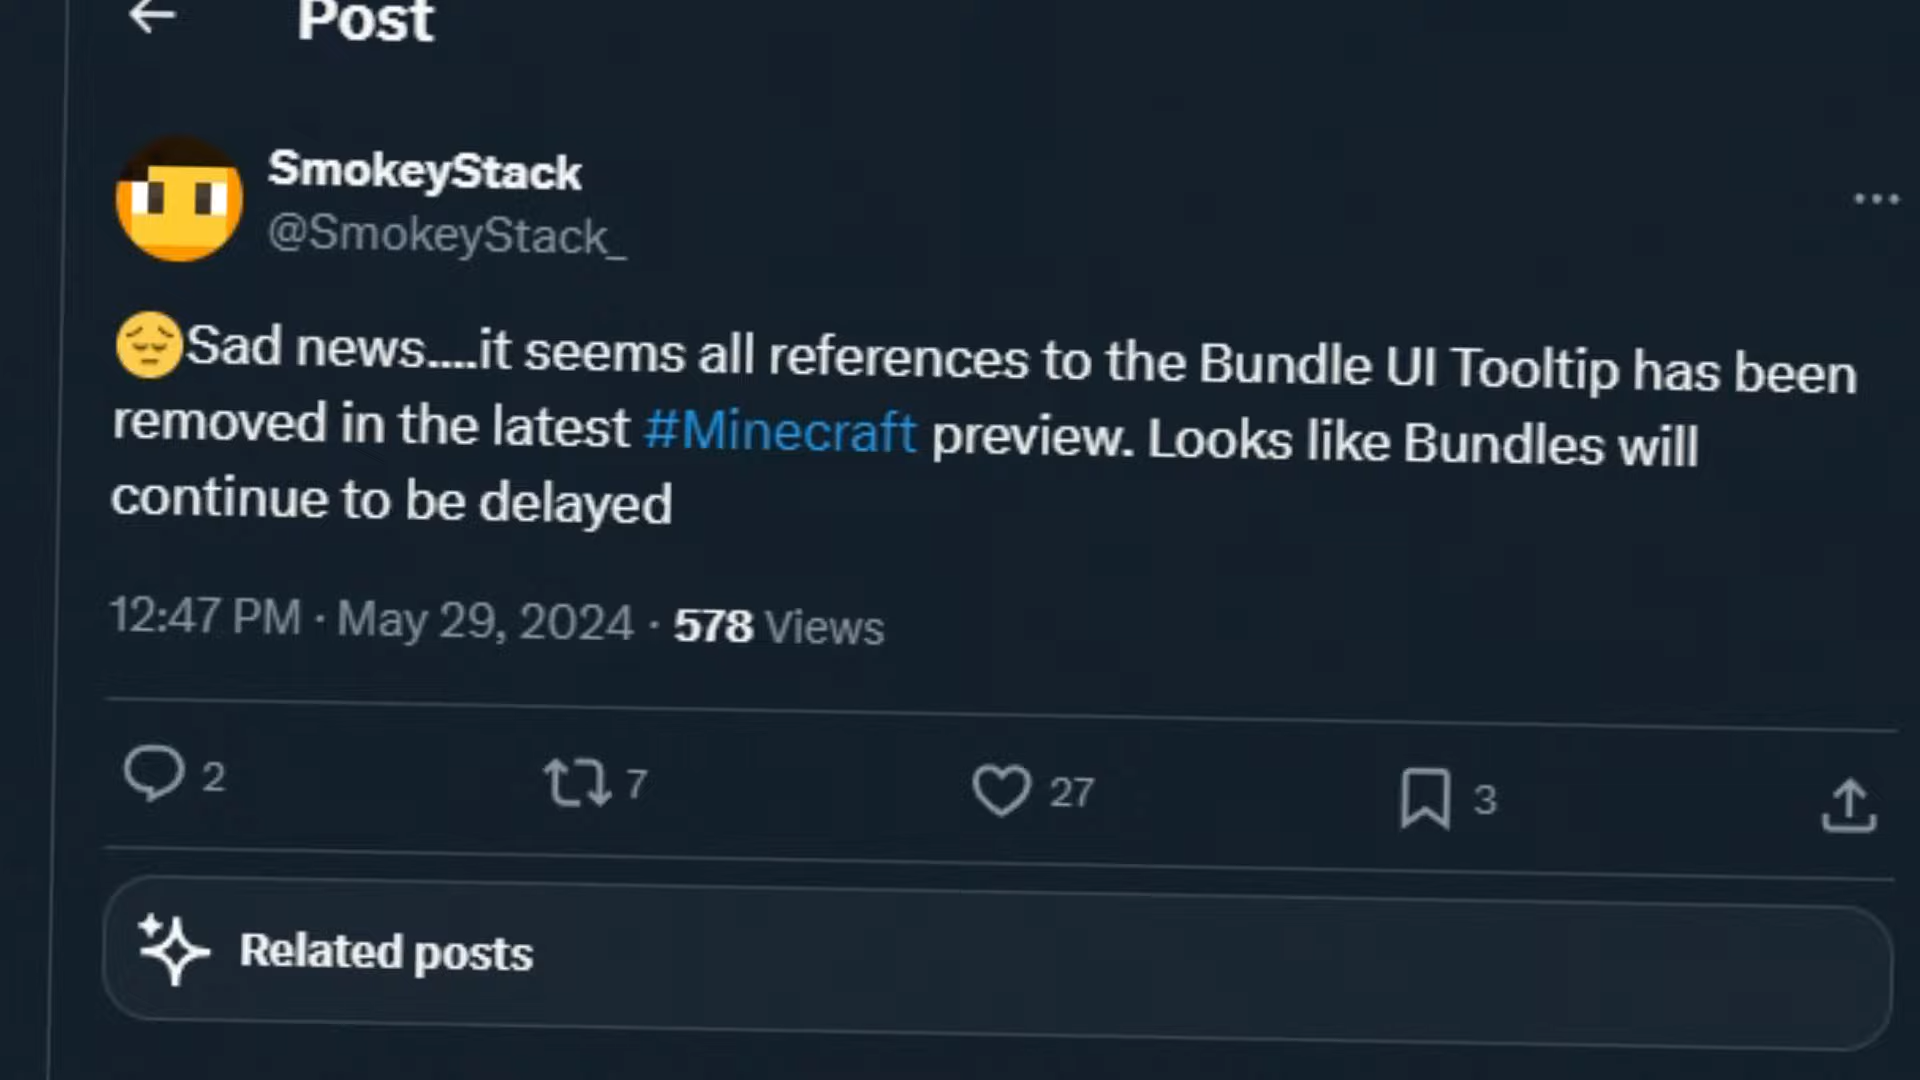 Post
SmokeyStack
@SmokeyStack_
😔Sad news....it seems all references to the Bundle UI Tooltip has been
removed in the latest #Minecraft preview. Looks like Bundles will
continue to be delayed
12:47 PM · May 29, 2024 · 578 Views
2 7 27 3
Related posts